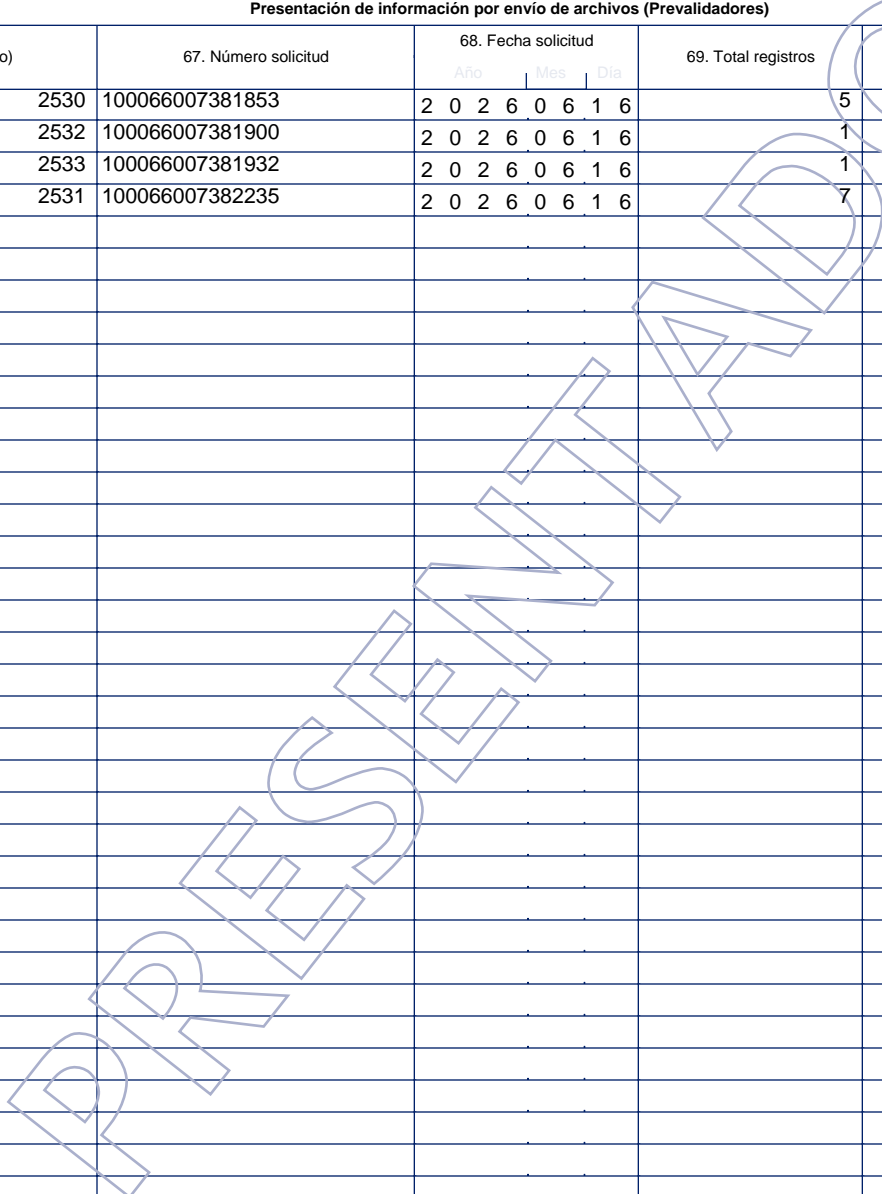 Presentación de información por envío de archivos (Prevalidadores)
o) 67. Número solicitud 68. Fecha solicitud 69. Total registros
Año Mes Día
2530 100066007381853 2 0 2 6 0 6 1 6 5
2532 100066007381900 2 0 2 6 0 6 1 6 1
2533 100066007381932 2 0 2 6 0 6 1 6 1
2531 100066007382235 2 0 2 6 0 6 1 6 7
PRESENTADO